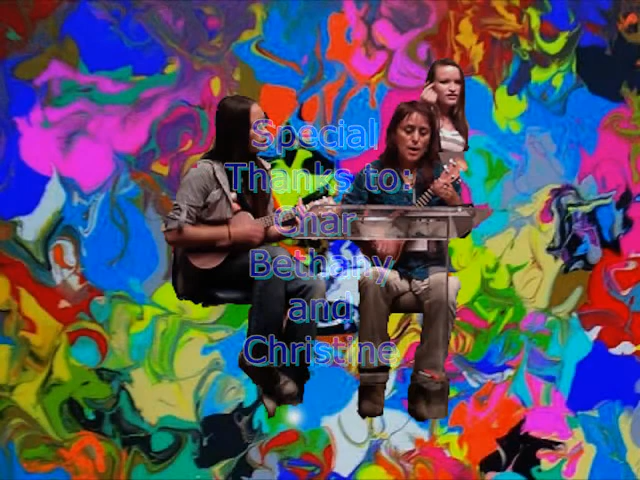 Special
Thanks to:
Char
Bethany
and
Christine